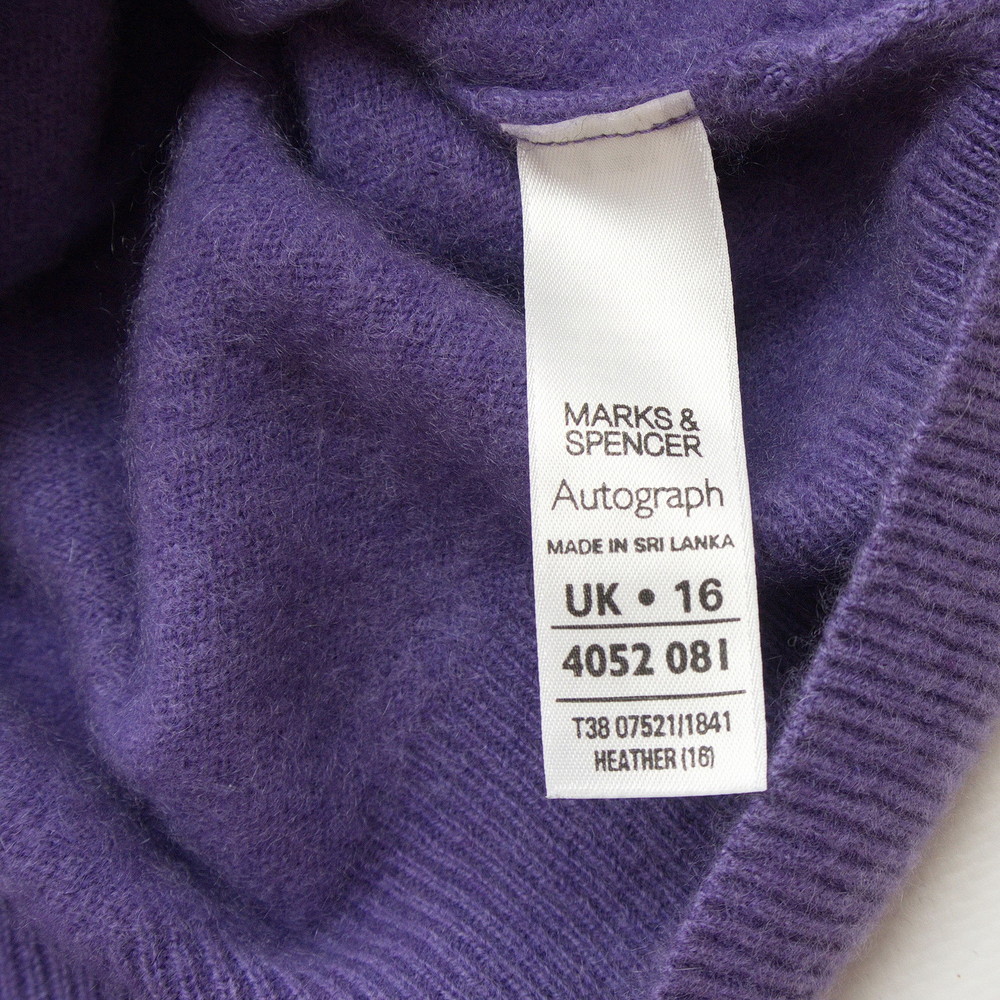 MARKS &
SPENCER
Autograph
MADE IN SRI LANKA
UK • 16
4052 081
T38 07521/1841
HEATHER (16)